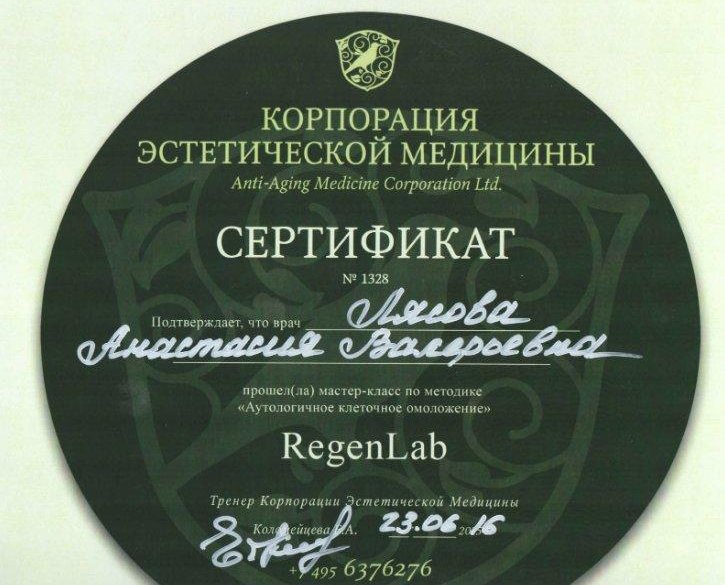 КОРПОРАЦИЯ
ЭСТЕТИЧЕСКОЙ МЕДИЦИНЫ
Anti-Aging Medicine Corporation Ltd.
СЕРТИФИКАТ
№ 1328
Подтверждает, что врач Лясова
Анастасия Валерьевна
прошел(ла) мастер-класс по методике
«Аутологичное клеточное омоложение»
RegenLab
Тренер Корпорации Эстетической Медицины
23.06 16
+7 495 6376276